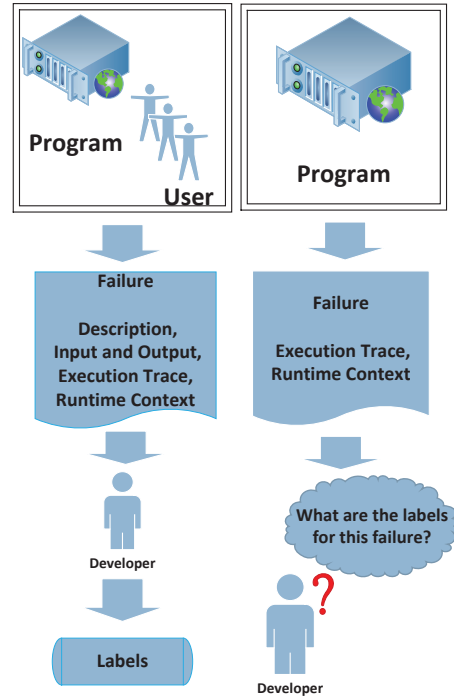 Program
User
Failure
Description,
Input and Output,
Execution Trace,
Runtime Context
Developer
Labels
Program
Failure
Execution Trace,
Runtime Context
What are the labels
for this failure?
?
Developer